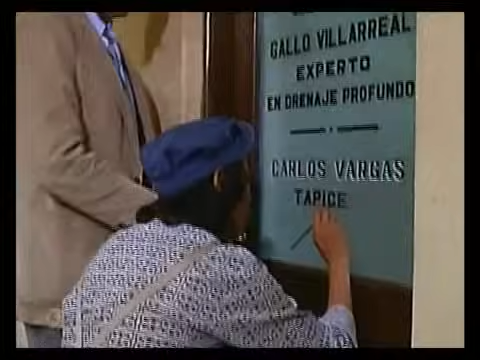 GALLO VILLARREAL
EXPERTO
EN DRENAJE PROFUNDO
CARLOS VARGAS
TAPICE